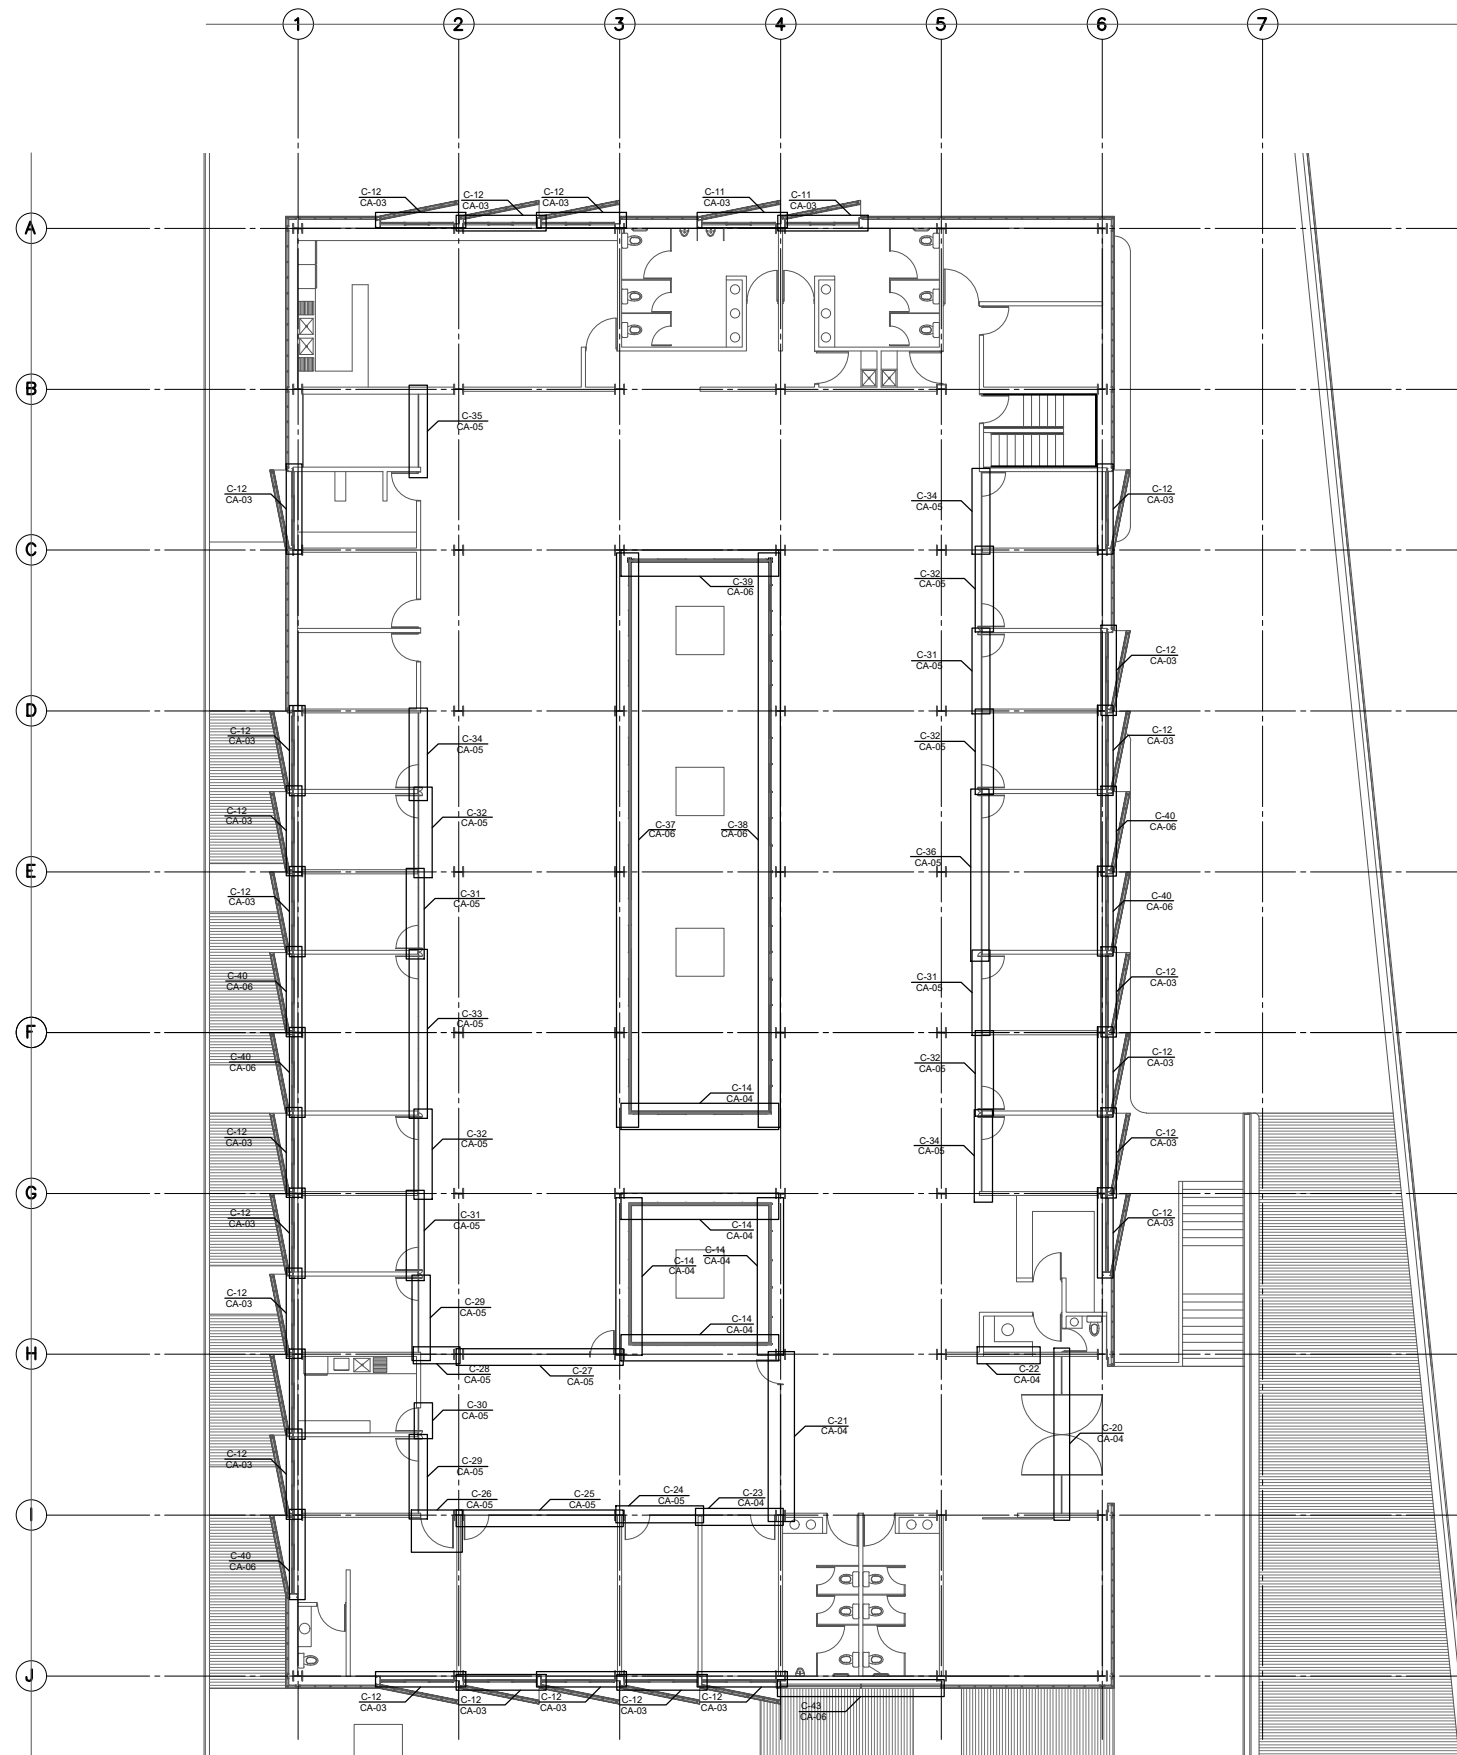 1 2 3 4 5 6 7
C-12 C-12 C-12 C-11 C-11
CA-03 CA-03 CA-03 CA-03 CA-03
A
B
C-35
CA-05
C-12 C-34 C-12
CA-03 CA-05 CA-03
C
C-39 C-32
CA-06 CA-05
C-31 C-12
CA-05 CA-03
D
C-12 C-34 C-32 C-12
CA-03 CA-05 CA-05 CA-03
C-12 C-32 C-40
CA-03 CA-05 CA-06
C-37 C-38
CA-06 CA-06
C-36
CA-05
E
C-12 C-31 C-40
CA-03 CA-05 CA-06
C-40 C-31 C-12
CA-06 CA-05 CA-03
C-33
CA-05
F
C-40 C-32 C-12
CA-06 CA-05 CA-03
C-14
CA-04
C-12 C-32 C-34 C-12
CA-03 CA-05 CA-05 CA-03
G
C-12 C-31 C-14 C-12
CA-03 CA-05 CA-04 CA-03
C-14 C-14
CA-04 CA-04
C-12 C-29
CA-03 CA-05
C-14
CA-04
H
C-28 C-27 C-22
CA-05 CA-05 CA-04
C-30
CA-05
C-21 C-20
CA-04 CA-04
C-12 C-29
CA-03 CA-05
C-26 C-25 C-24 C-23
CA-05 CA-05 CA-05 CA-04
I
C-40
CA-06
J
C-12 C-12 C-12 C-12 C-12 C-43
CA-03 CA-03 CA-03 CA-03 CA-03 CA-06